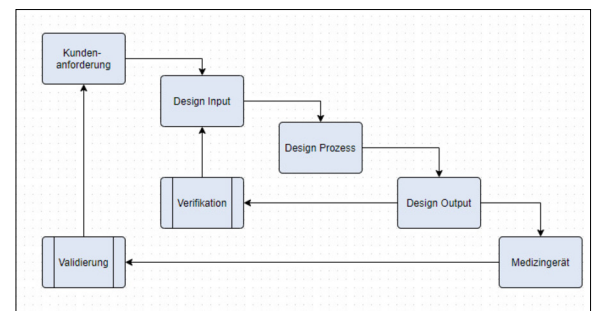 Kunden-
anforderung
Design Input
Design Prozess
Verifikation
Design Output
Validierung
Medizingerät